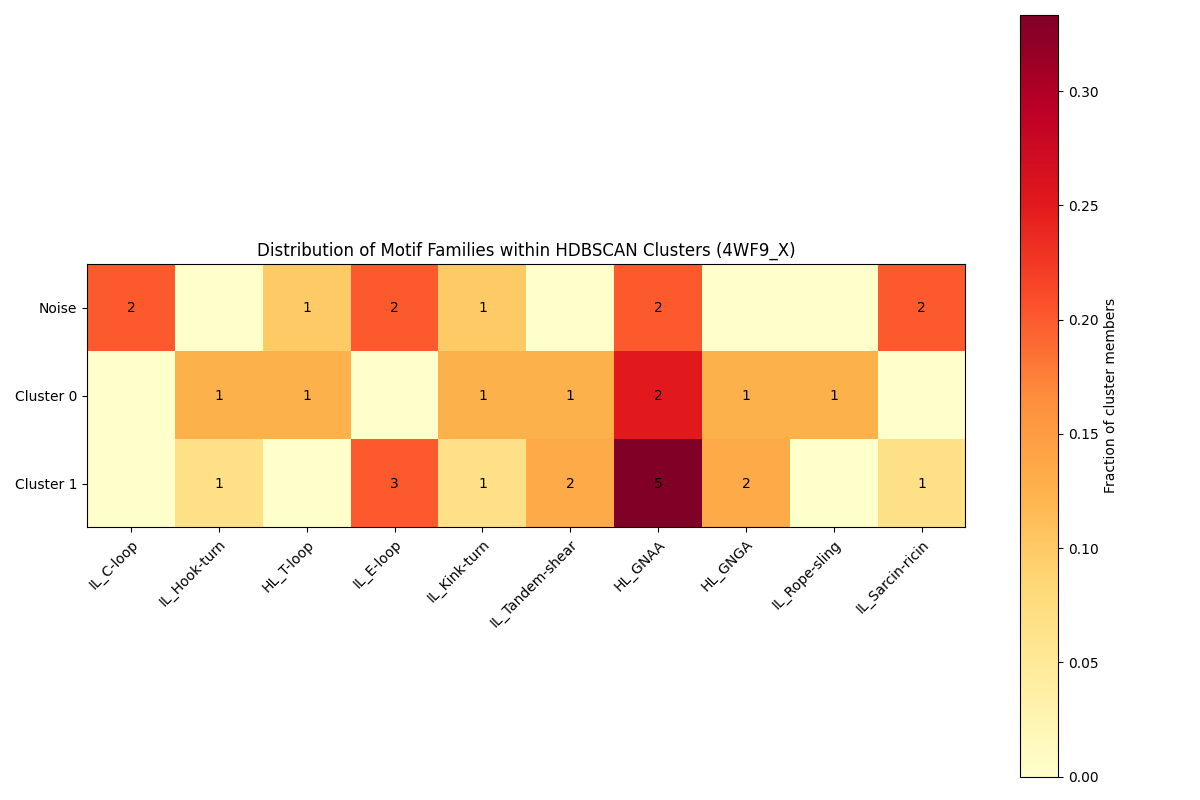 Distribution of Motif Families within HDBSCAN Clusters (4WF9_X)
Noise 2 1 2 1 2 2
Cluster 0 1 1 1 1 2 1 1
Cluster 1 1 3 1 2 5 2 1
IL_C-loop IL_Hook-turn HL_T-loop IL_E-loop IL_Kink-turn IL_Tandem-shear HL_GNAA HL_GNGA IL_Rope-sling IL_Sarcin-ricin
0.30
0.25
0.20
0.15
0.10
0.05
0.00
Fraction of cluster members